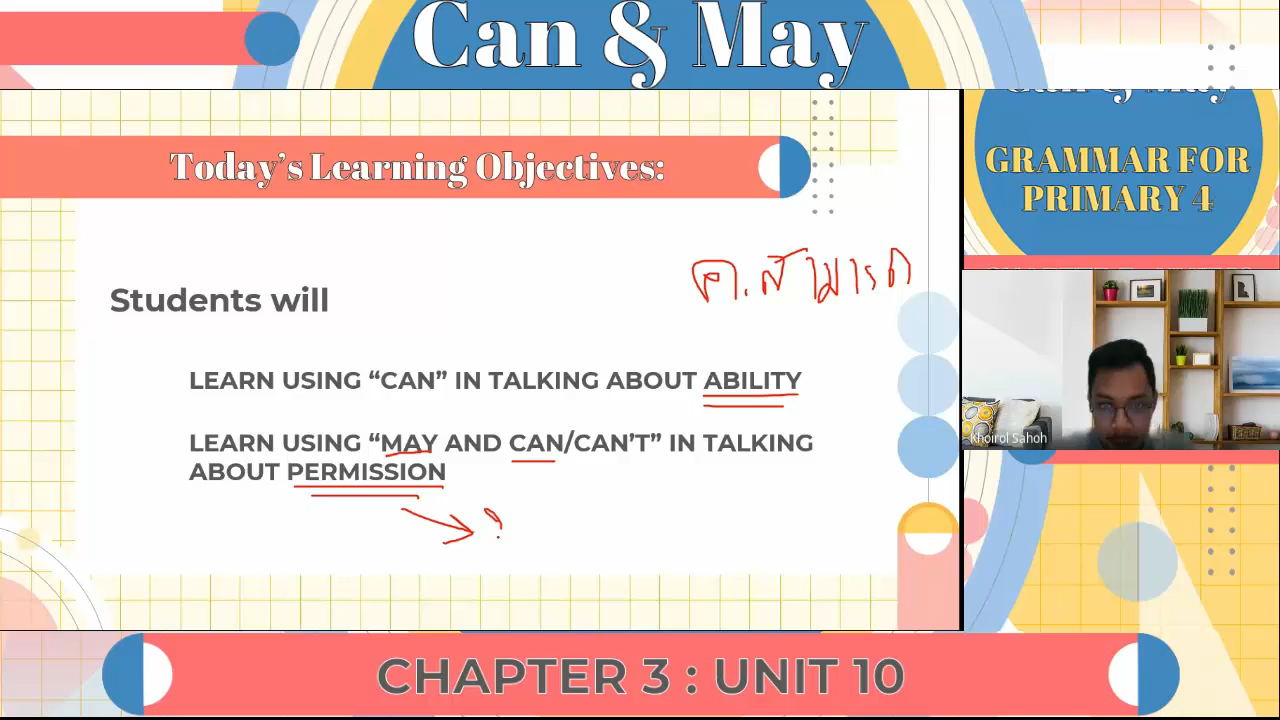 Can & May
Can & May
GRAMMAR FOR
PRIMARY 4
Today's Learning Objectives:
ค.สามารถ
Students will
LEARN USING “CAN” IN TALKING ABOUT ABILITY
LEARN USING “MAY AND CAN/CAN’T” IN TALKING
ABOUT PERMISSION
?
Khoirol Sahoh
CHAPTER 3 : UNIT 10